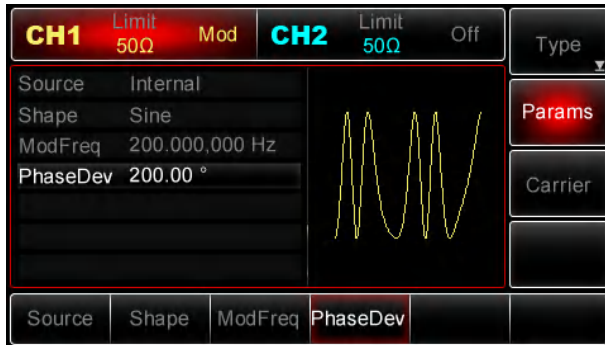 CH1 Limit 50Ω Mod CH2 Limit 50Ω Off
Type
Source Internal
Shape Sine
ModFreq 200.000,000 Hz
PhaseDev 200.00 °
Params
Carrier
Source Shape ModFreq PhaseDev